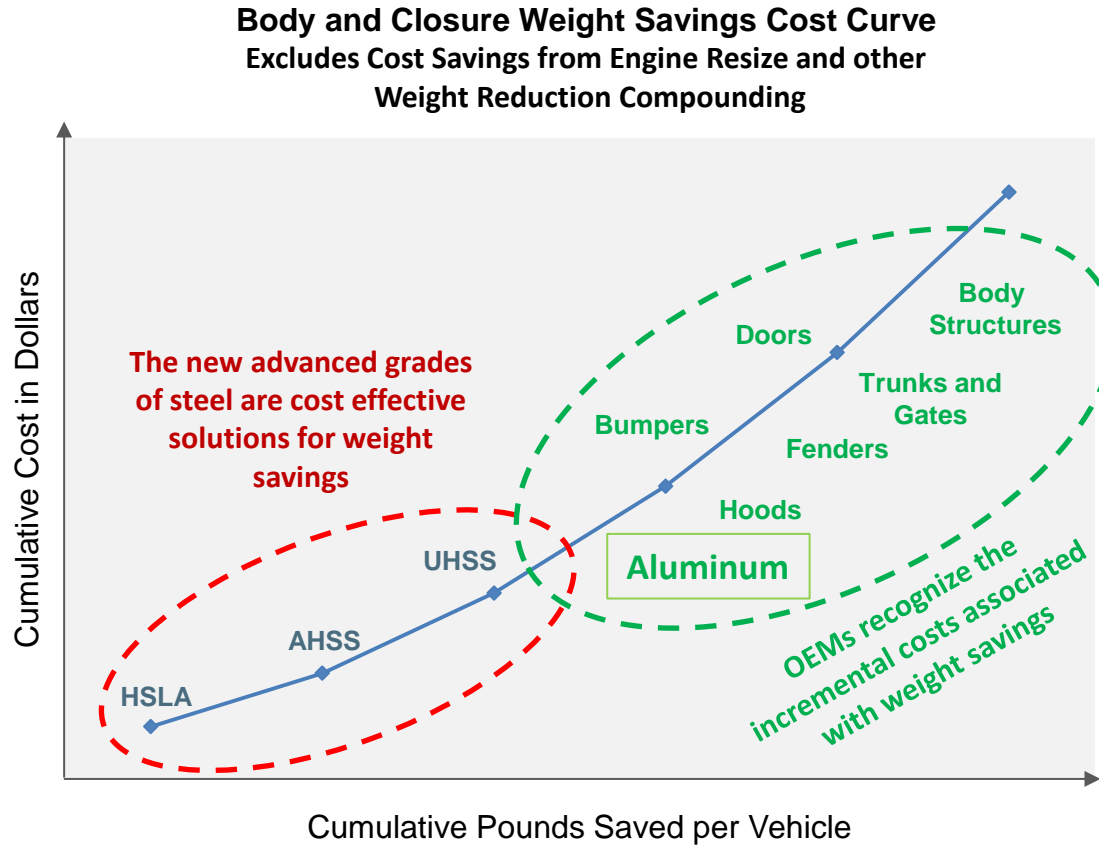 Body and Closure Weight Savings Cost Curve
Excludes Cost Savings from Engine Resize and other
Weight Reduction Compounding
Cumulative Cost in Dollars
The new advanced grades
of steel are cost effective
solutions for weight
savings
HSLA
AHSS
UHSS
Bumpers
Doors
Body
Structures
Trunks and
Gates
Fenders
Hoods
Aluminum
OEMs recognize the
incremental costs associated
with weight savings
Cumulative Pounds Saved per Vehicle